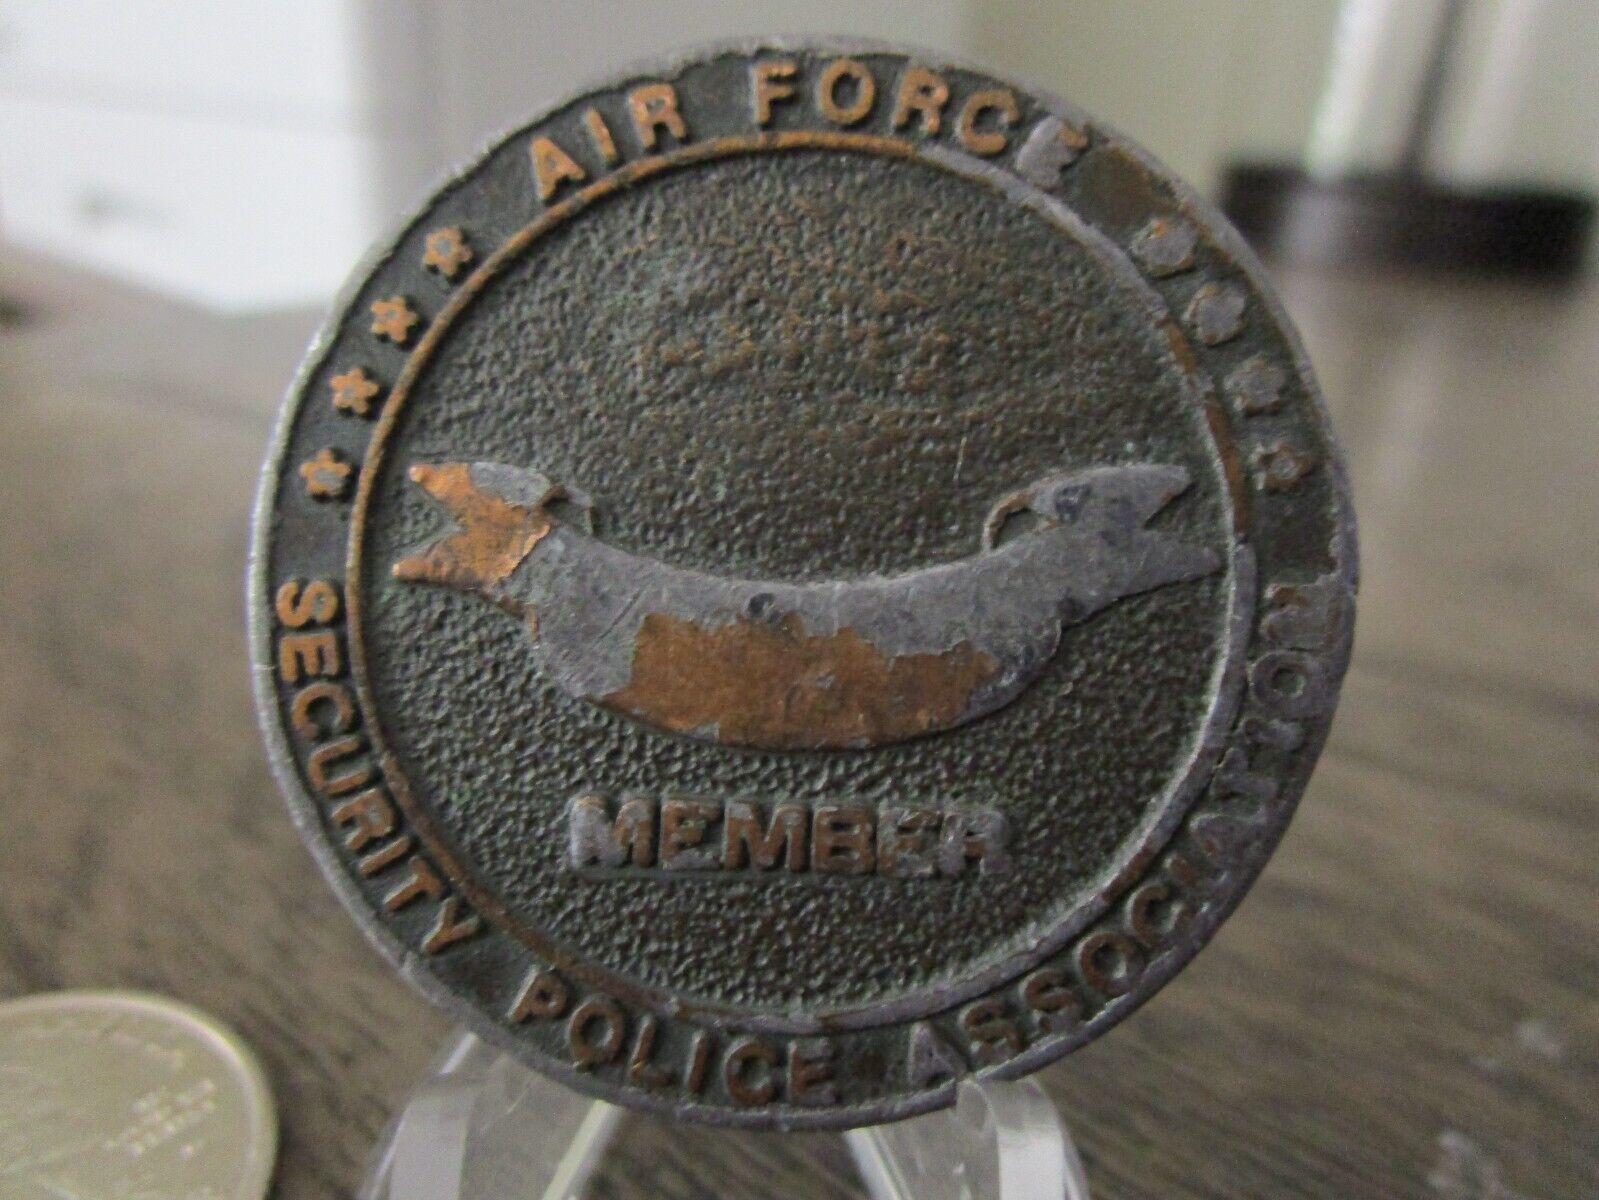 AIR FORCE
SECURITY POLICE ASSOCIATION
MEMBER